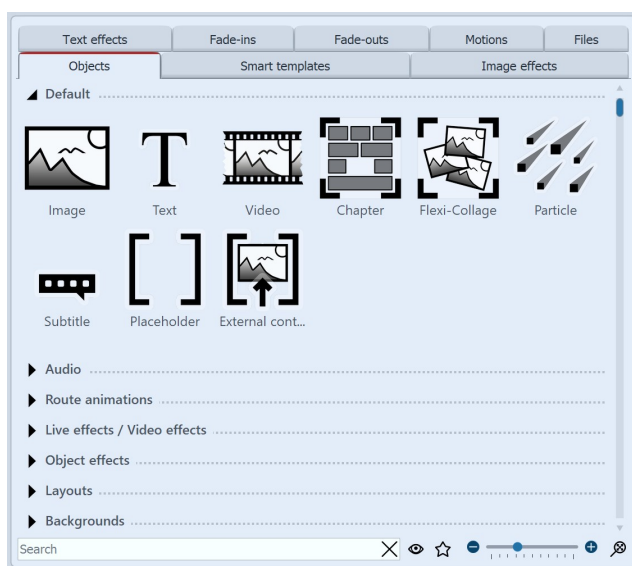 Text effects Fade-ins Fade-outs Motions Files
Objects Smart templates Image effects
Default
Image Text Video Chapter Flexi-Collage Particle
Subtitle Placeholder External cont...
Audio
Route animations
Live effects / Video effects
Object effects
Layouts
Backgrounds
Search